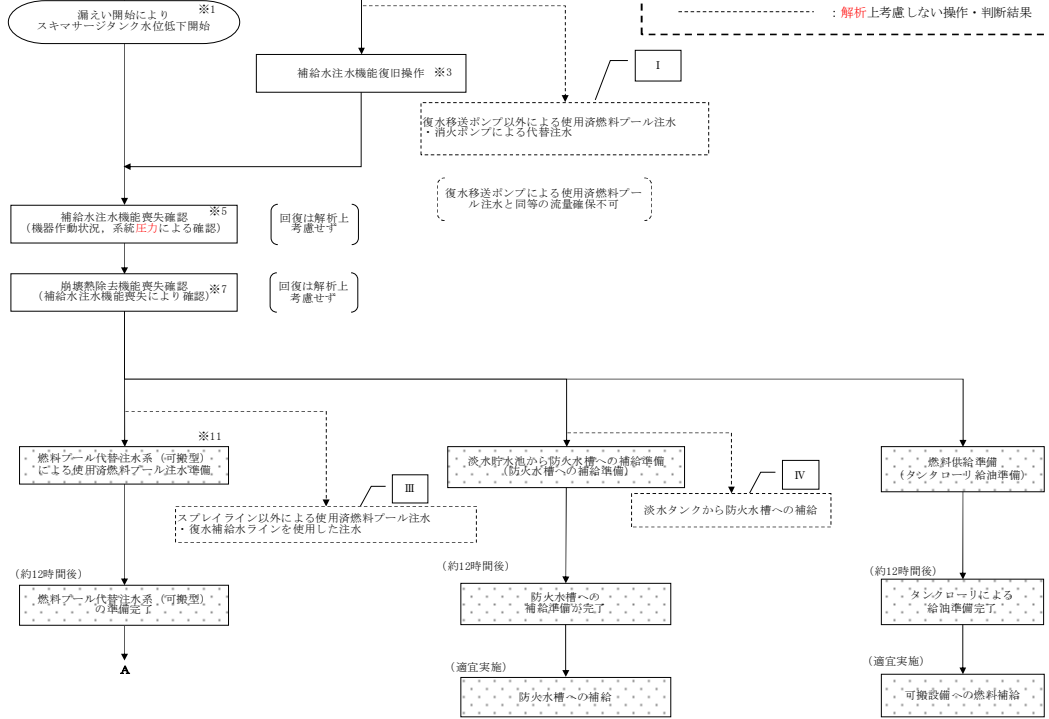 漏えい開始により ※1
スキマサージタンク水位低下開始
：解析上考慮しない操作・判断結果
補給水注水機能復旧操作 ※3
Ⅰ
復水移送ポンプ以外による使用済燃料プール注水
・消火ポンプによる代替注水
復水移送ポンプによる使用済燃料プー
ル注水と同等の流量確保不可
補給水注水機能喪失確認 ※5
（機器作動状況，系統圧力による確認）
回復は解析上
考慮せず
崩壊熱除去機能喪失確認 ※7
（補給水注水機能喪失により確認）
回復は解析上
考慮せず
※11
燃料プール代替注水系（可搬型）
による使用済燃料プール注水準備
淡水貯水池から防火水槽への補給準備
（防火水槽への補給準備）
燃料供給準備
（タンクローリ給油準備）
Ⅲ
スプレイライン以外による使用済燃料プール注水
・復水補給水ラインを使用した注水
Ⅳ
淡水タンクから防火水槽への補給
（約12時間後）
燃料プール代替注水系（可搬型）
の準備完了
（約12時間後）
防火水槽への
補給準備が完了
（約12時間後）
タンクローリによる
給油準備完了
A
（適宜実施）
防火水槽への補給
（適宜実施）
可搬設備への燃料補給